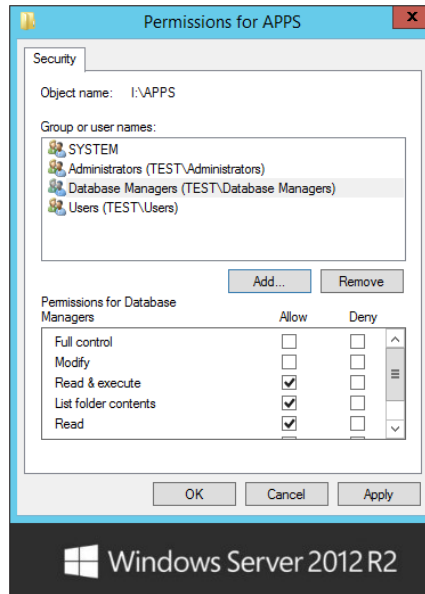 Permissions for APPS
x
Security
Object name: I:\APPS
Group or user names:
SYSTEM
Administrators (TEST\Administrators)
Database Managers (TEST\Database Managers)
Users (TEST\Users)
Add... Remove
Permissions for Database
Managers Allow Deny
Full control
Modify
Read & execute
List folder contents
Read
OK Cancel Apply
Windows Server 2012 R2